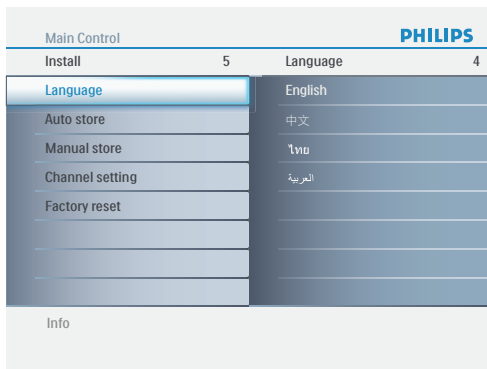 Main Control
PHILIPS
Install 5
Language 4
Language
English
Auto store
中文
Manual store
ไทย
Channel setting
العربية
Factory reset
Info